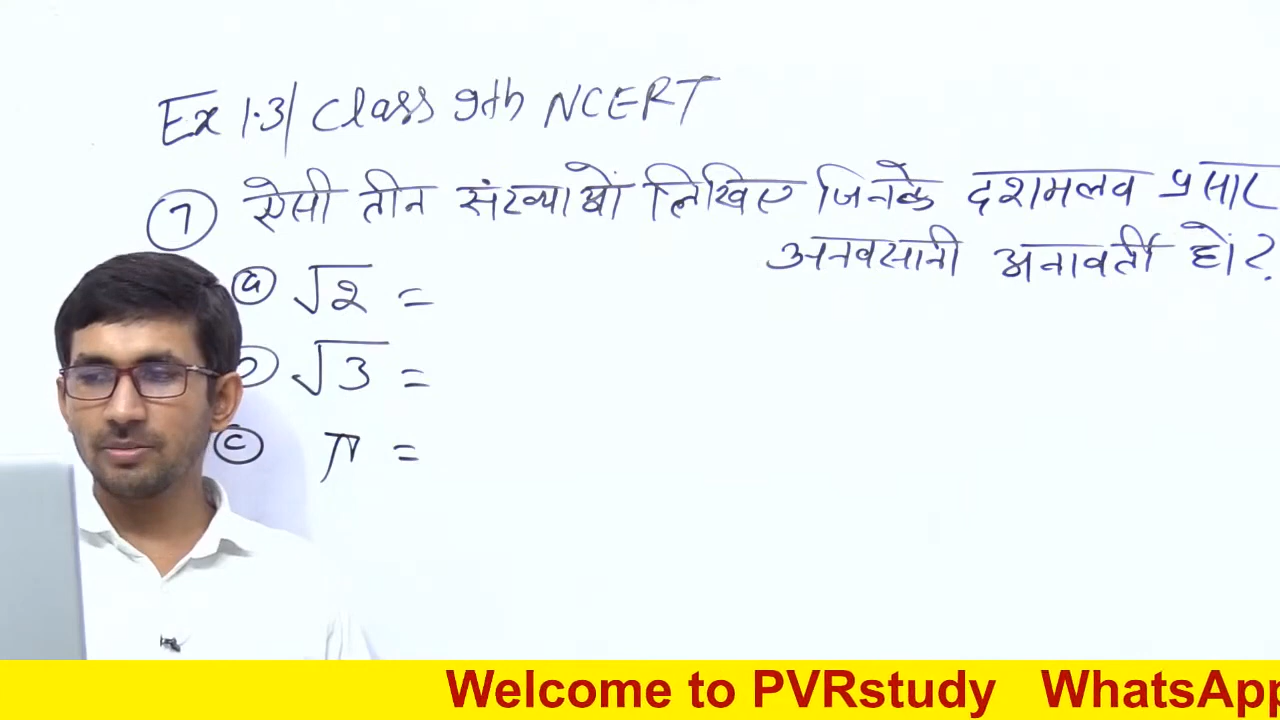 Ex 1.3| Class 9th NCERT
7 ऐसी तीन संख्याओं लिखिए जिनके दशमलव प्रसार
अनवसानी अनावर्ती हों?
a √2 =
√3 =
c π =
Welcome to PVRstudy WhatsApp